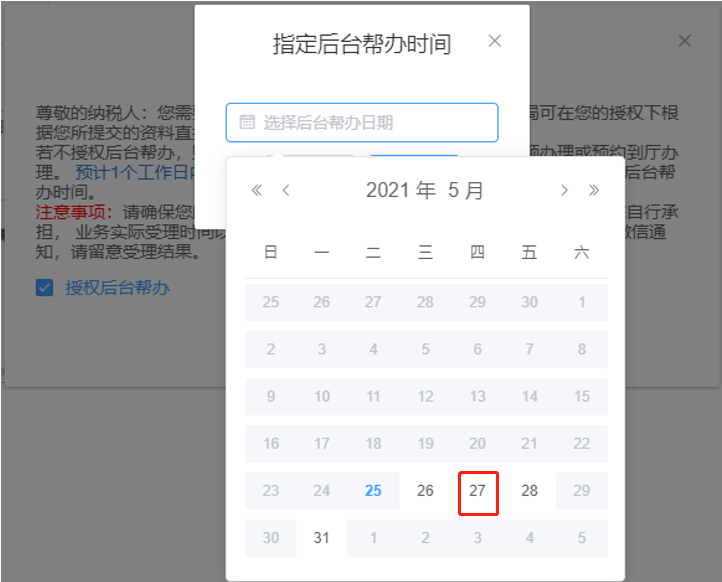 指定后台帮办时间
选择后台帮办日期
尊敬的纳税人：您需
局可在您的授权下根
据您所提交的资料直
若不授权后台帮办，
办理或预约到厅办
理。 预计1个工作日
后台帮
办时间。
注意事项：请确保您
自行承
担， 业务实际受理时间
信通
知，请留意受理结果。
授权后台帮办
2021 年 5 月
日 一 二 三 四 五 六
25 26 27 28 29 30 1
2 3 4 5 6 7 8
9 10 11 12 13 14 15
16 17 18 19 20 21 22
23 24 25 26 27 28 29
30 31 1 2 3 4 5